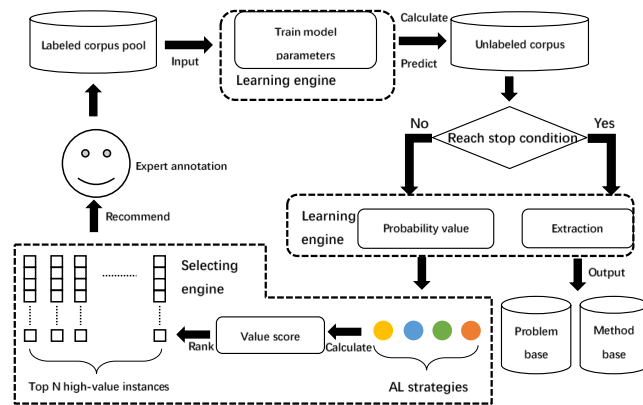 Labeled corpus pool
Input
Train model
parameters
Learning engine
Calculate
Predict
Unlabeled corpus
No
Reach stop condition
Yes
Expert annotation
Recommend
Learning
engine
Probability value
Extraction
Selecting
engine
Output
Rank
Value score
Calculate
Problem
base
Method
base
Top N high-value instances
AL strategies